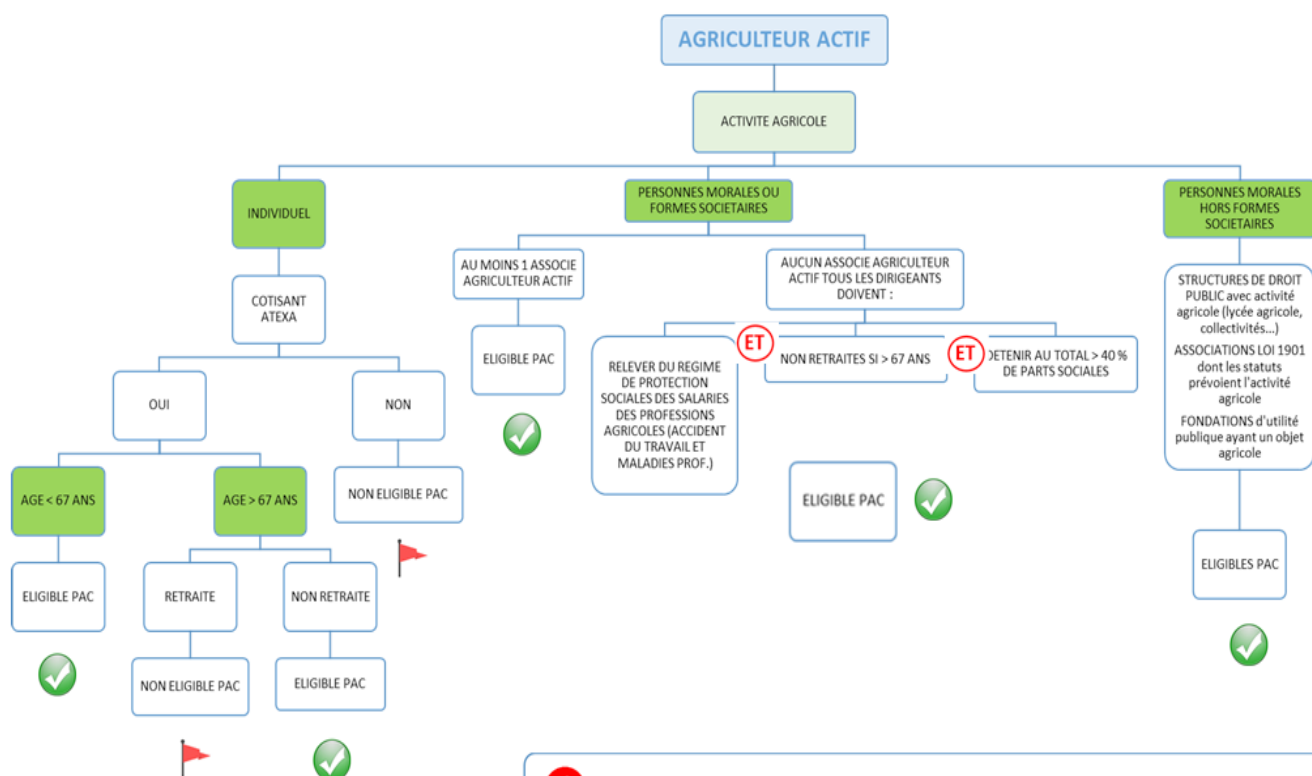 AGRICULTEUR ACTIF
ACTIVITE AGRICOLE
INDIVIDUEL
COTISANT
ATEXA
OUI
NON
AGE < 67 ANS
AGE > 67 ANS
NON ELIGIBLE PAC
ELIGIBLE PAC
RETRAITE
NON RETRAITE
NON ELIGIBLE PAC
ELIGIBLE PAC
PERSONNES MORALES OU
FORMES SOCIETAIRES
AU MOINS 1 ASSOCIE
AGRICULTEUR ACTIF
ELIGIBLE PAC
AUCUN ASSOCIE AGRICULTEUR
ACTIF TOUS LES DIRIGEANTS
DOIVENT :
RELEVER DU REGIME
DE PROTECTION
SOCIALES DES SALARIES
DES PROFESSIONS
AGRICOLES (ACCIDENT
DU TRAVAIL ET
MALADIES PROF.)
ET
NON RETRAITES SI > 67 ANS
ET
DETENIR AU TOTAL > 40 %
DE PARTS SOCIALES
ELIGIBLE PAC
PERSONNES MORALES
HORS FORMES
SOCIETAIRES
STRUCTURES DE DROIT
PUBLIC avec activité
agricole (lycée agricole,
collectivités...)
ASSOCIATIONS LOI 1901
dont les statuts
prévoient l'activité
agricole
FONDATIONS d'utilité
publique ayant un objet
agricole
ELIGIBLES PAC